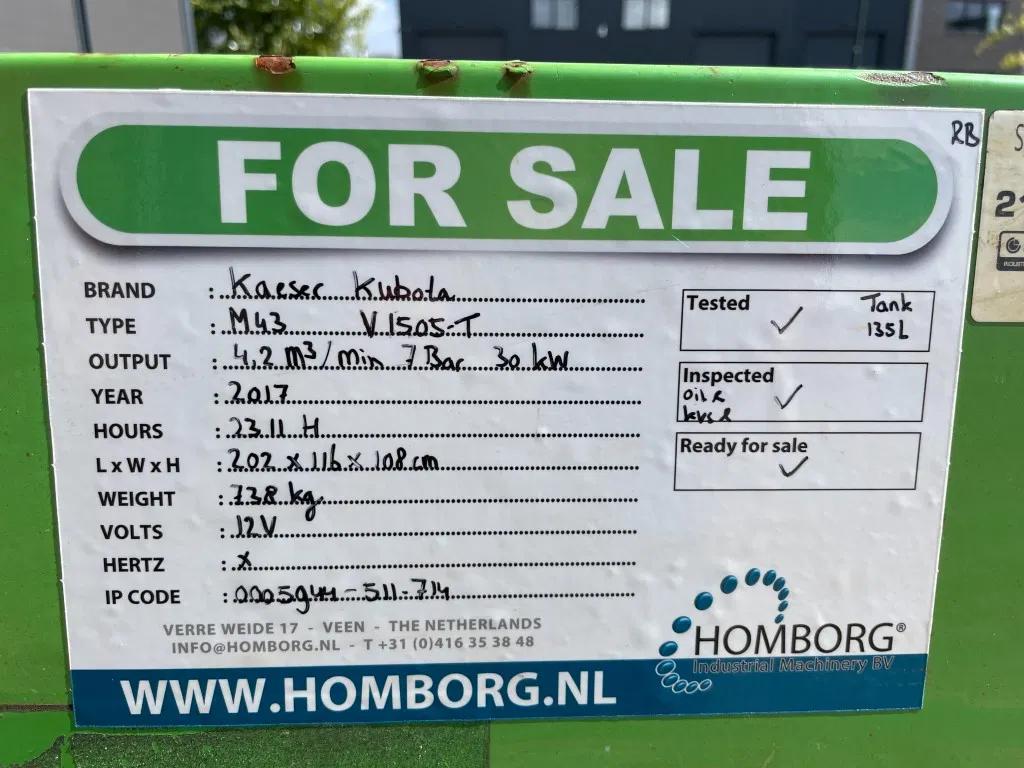 FOR SALE
RB
BRAND : Kaeser Kubota
TYPE : M43 V1505-T
OUTPUT : 4,2 m³/min 7 Bar 30 kW
YEAR : 2017
HOURS : 2311 H
L x W x H : 202 x 116 x 108 cm
WEIGHT : 738 kg
VOLTS : 12V
HERTZ : x
IP CODE : 0005944-511-714
Tested ✓ Tank
135L
Inspected ✓
oil &
Ready for sale
✓
VERRE WEIDE 17 - VEEN - THE NETHERLANDS
INFO@HOMBORG.NL - T +31 (0)416 35 38 48
HOMBORG®
Industrial Machinery BV
WWW.HOMBORG.NL
S
21